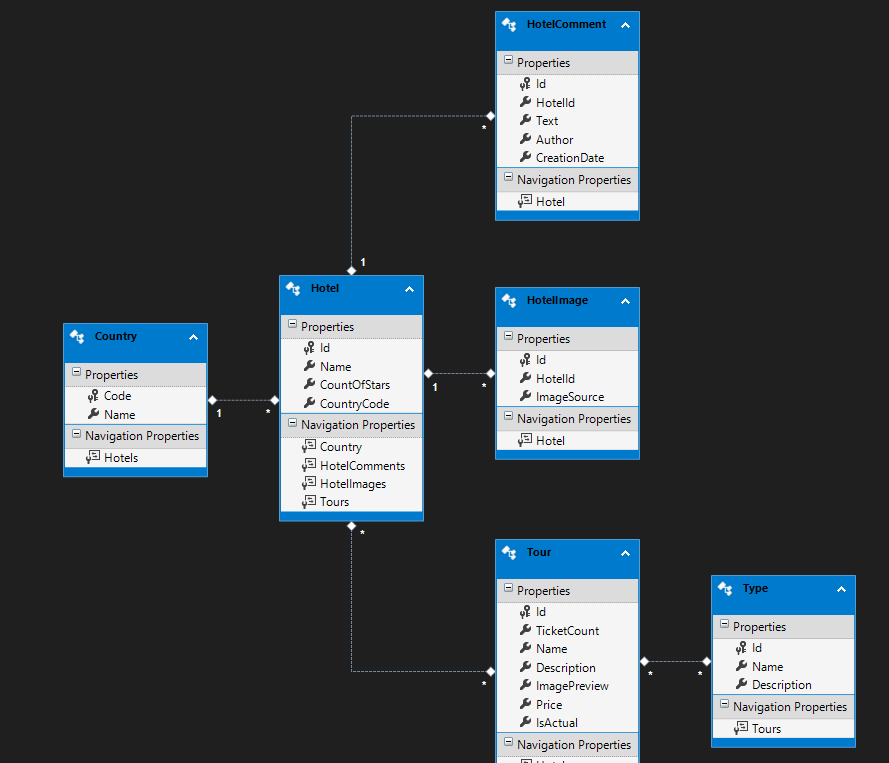 HotelComment
Properties
Id
HotelId
Text
Author
CreationDate
Navigation Properties
Hotel
*
1
Hotel
Properties
Id
Name
CountOfStars
CountryCode
Navigation Properties
Country
HotelComments
HotelImages
Tours
HotelImage
Properties
Id
HotelId
ImageSource
Navigation Properties
Hotel
1
*
Country
Properties
Code
Name
Navigation Properties
Hotels
1
*
*
*
Tour
Properties
Id
TicketCount
Name
Description
ImagePreview
Price
IsActual
Navigation Properties
*
*
Type
Properties
Id
Name
Description
Navigation Properties
Tours